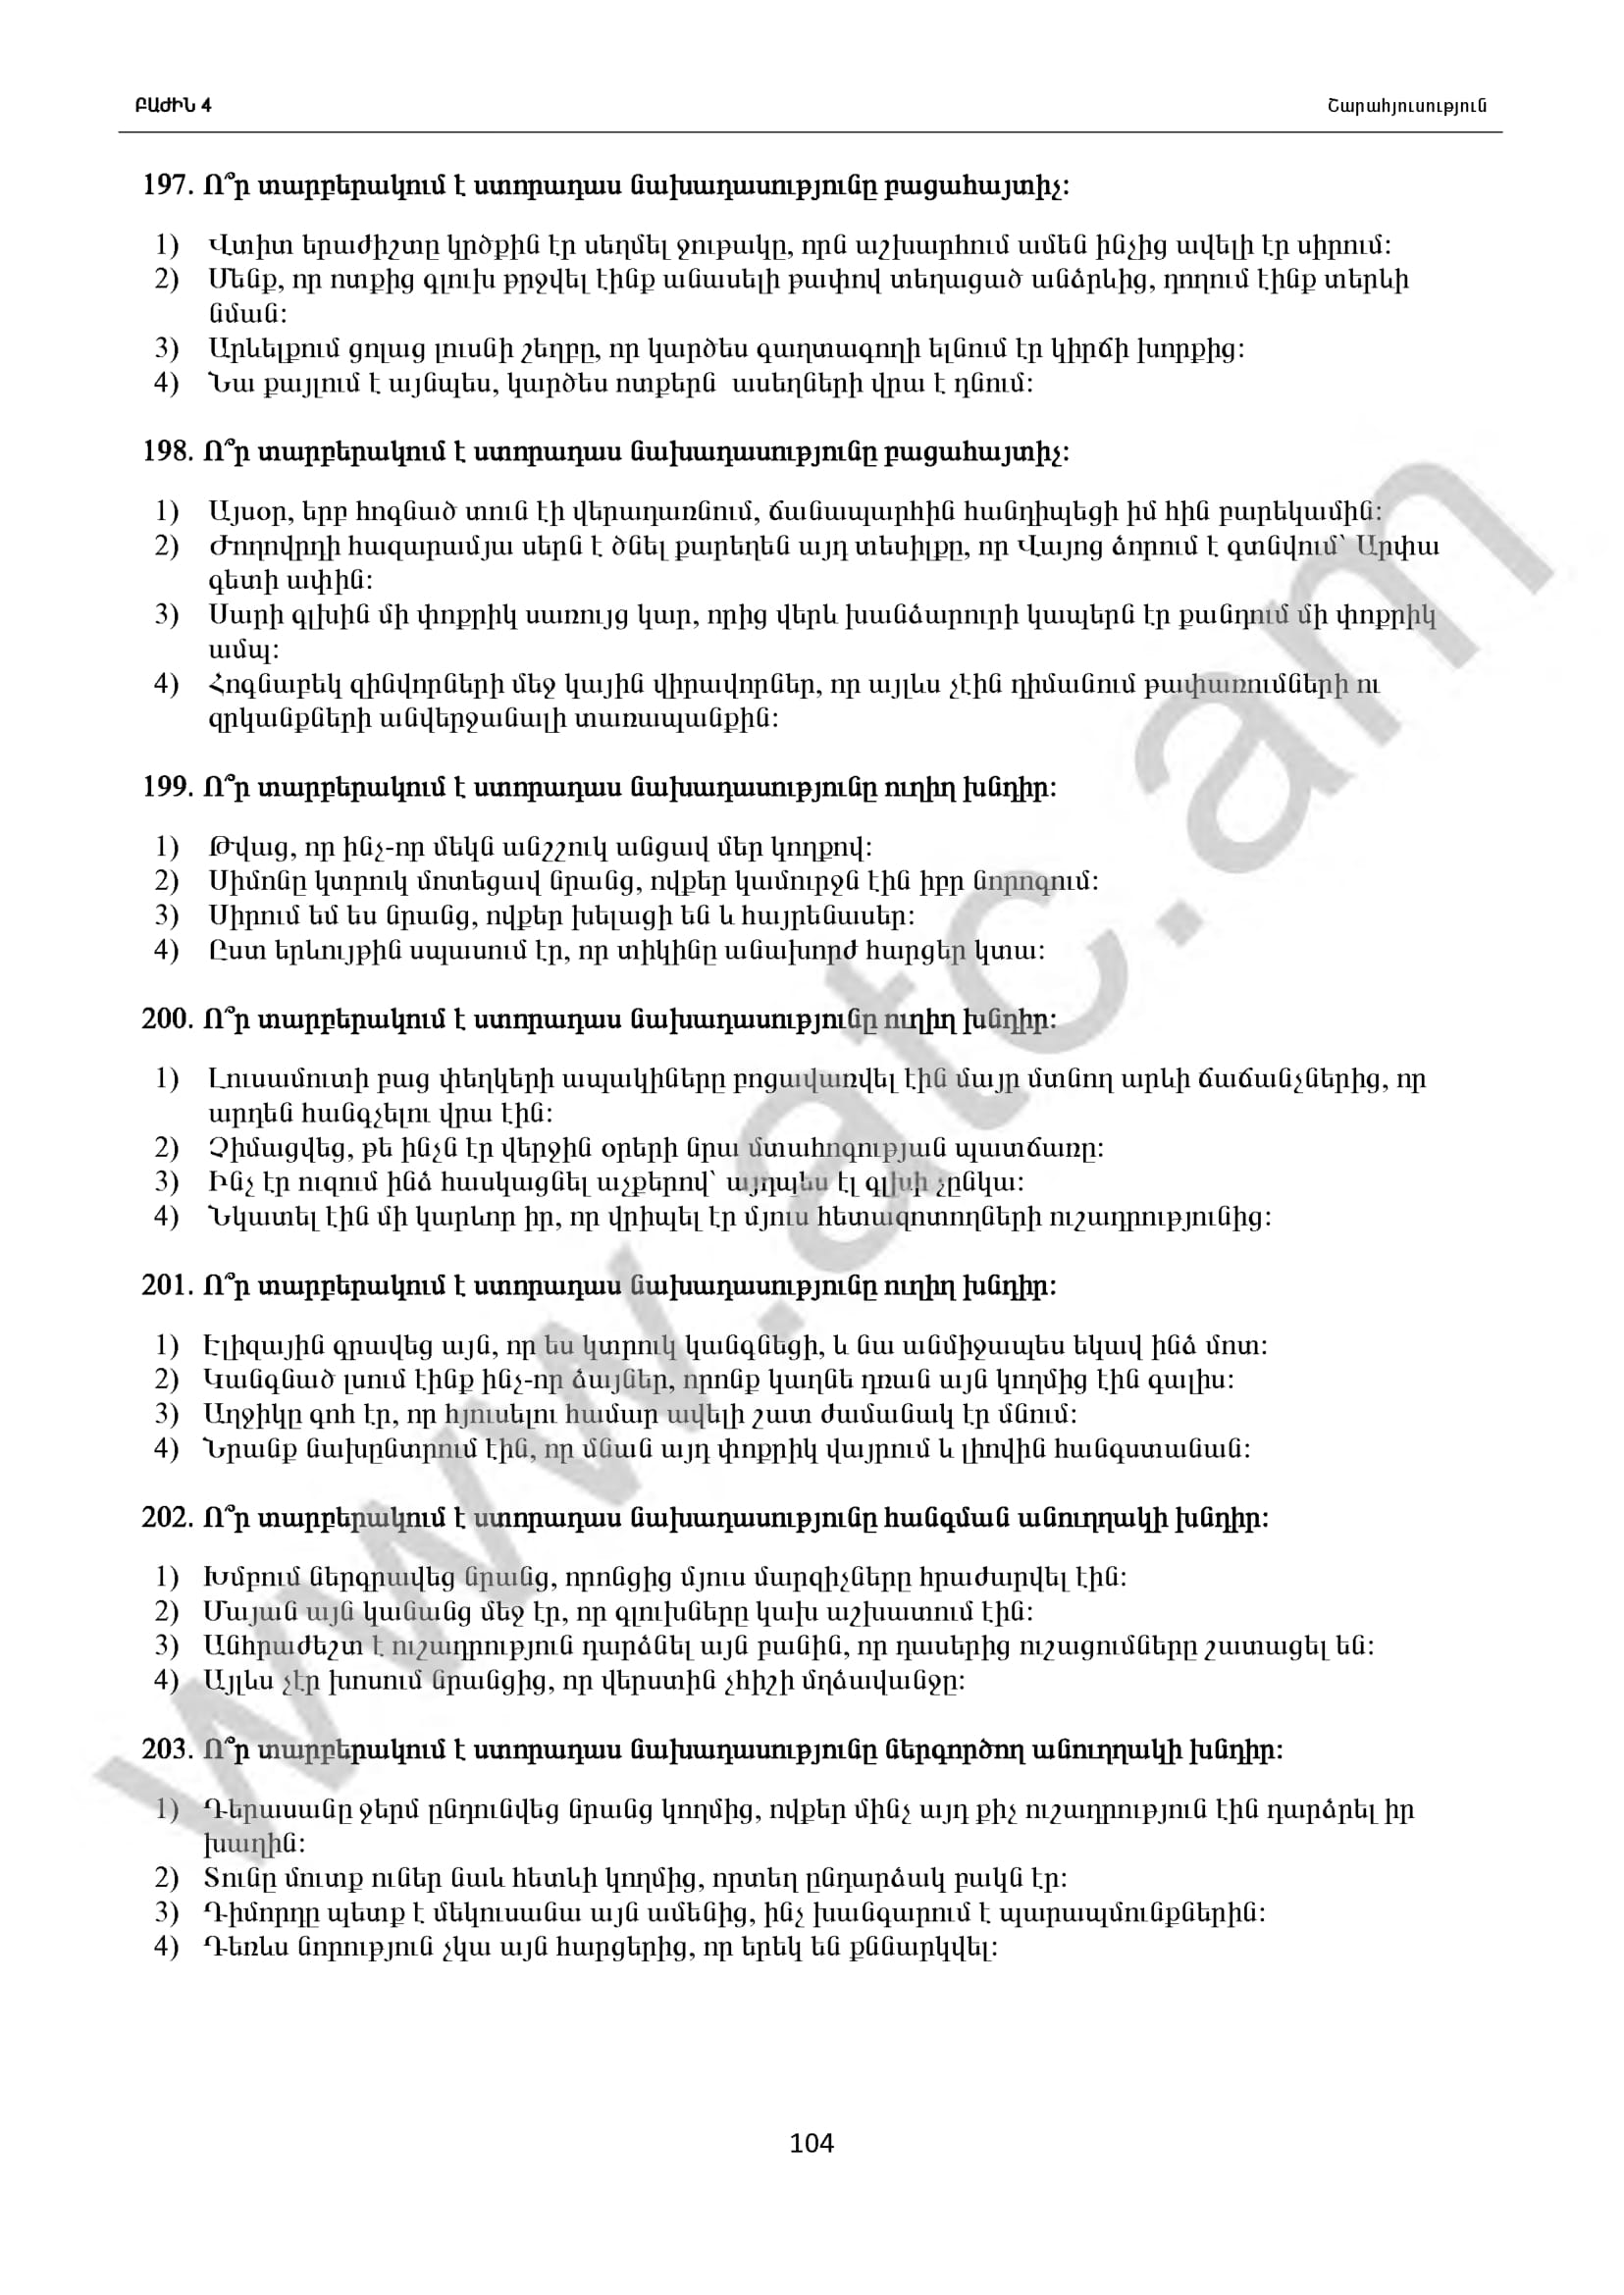 ԲԱԺԻՆ 4 Շարահյուսություն
197. Ո՞ր տարբերակում է ստորադաս նախադասությունը բացահայտիչ:
1) Վտիտ երաժիշտը կրծքին էր սեղմել ջութակը, որն աշխարհում ամեն ինչից ավելի էր սիրում:
2) Մենք, որ ոտքից գլուխ թրջվել էինք անասելի թափով տեղացած անձրևից, դողում էինք տերևի
նման:
3) Արևելքում ցոլաց լուսնի շեղբը, որ կարծես գաղտագողի ելնում էր կիրճի խորքից:
4) Նա քայլում է այնպես, կարծես ոտքերն ասեղների վրա է դնում:
198. Ո՞ր տարբերակում է ստորադաս նախադասությունը բացահայտիչ:
1) Այսօր, երբ հոգնած տուն էի վերադառնում, ճանապարհին հանդիպեցի իմ հին բարեկամին:
2) Ժողովրդի հազարամյա սերն է ծնել քարեղեն այդ տեսիլքը, որ Վայոց ձորում է գտնվում՝ Արփա
գետի ափին:
3) Սարի գլխին մի փոքրիկ սառույց կար, որից վերև խանձարուրի կապերն էր քանդում մի փոքրիկ
ամպ:
4) Հոգնաբեկ զինվորների մեջ կային վիրավորներ, որ այլևս չէին դիմանում թափառումների ու
զրկանքների անվերջանալի տառապանքին:
199. Ո՞ր տարբերակում է ստորադաս նախադասությունը ուղիղ խնդիր:
1) Թվաց, որ ինչ-որ մեկն անշշուկ անցավ մեր կողքով:
2) Սիմոնը կտրուկ մոտեցավ նրանց, ովքեր կամուրջն էին իբր նորոգում:
3) Սիրում եմ ես նրանց, ովքեր խելացի են և հայրենասեր:
4) Ըստ երևույթին սպասում էր, որ տիկինը անախորժ հարցեր կտա:
200. Ո՞ր տարբերակում է ստորադաս նախադասությունը ուղիղ խնդիր:
1) Լուսամուտի բաց փեղկերի ապակիները բոցավառվել էին մայր մտնող արևի ճաճանչներից, որ
արդեն հանգչելու վրա էին:
2) Չիմացվեց, թե ինչն էր վերջին օրերի նրա մտահոգության պատճառը:
3) Ինչ էր ուզում ինձ հասկացնել աչքերով՝ այդպես էլ գլխի չընկա:
4) Նկատել էին մի կարևոր իր, որ վրիպել էր մյուս հետազոտողների ուշադրությունից:
201. Ո՞ր տարբերակում է ստորադաս նախադասությունը ուղիղ խնդիր:
1) Էլիզային գրավեց այն, որ ես կտրուկ կանգնեցի, և նա անմիջապես եկավ ինձ մոտ:
2) Կանգնած լսում էինք ինչ-որ ձայներ, որոնք կաղնե դռան այն կողմից էին գալիս:
3) Աղջիկը գոհ էր, որ հյուսելու համար ավելի շատ ժամանակ էր մնում:
4) Նրանք նախընտրում էին, որ մնան այդ փոքրիկ վայրում և լիովին հանգստանան:
202. Ո՞ր տարբերակում է ստորադաս նախադասությունը հանգման անուղղակի խնդիր:
1) Խմբում ներգրավեց նրանց, որոնցից մյուս մարզիչները հրաժարվել էին:
2) Մայան այն կանանց մեջ էր, որ գլուխները կախ աշխատում էին:
3) Անհրաժեշտ է ուշադրություն դարձնել այն բանին, որ դասերից ուշացումները շատացել են:
4) Այլևս չէր խոսում նրանցից, որ վերստին չհիշի մղձավանջը:
203. Ո՞ր տարբերակում է ստորադաս նախադասությունը ներգործող անուղղակի խնդիր:
1) Դերասանը ջերմ ընդունվեց նրանց կողմից, ովքեր մինչ այդ քիչ ուշադրություն էին դարձրել իր
խաղին:
2) Տունը մուտք ուներ նաև հետևի կողմից, որտեղ ընդարձակ բակն էր:
3) Դիմորդը պետք է մեկուսանա այն ամենից, ինչ խանգարում է պարապմունքներին:
4) Դեռևս նորություն չկա այն հարցերից, որ երեկ են քննարկվել:
www.atc.am
104